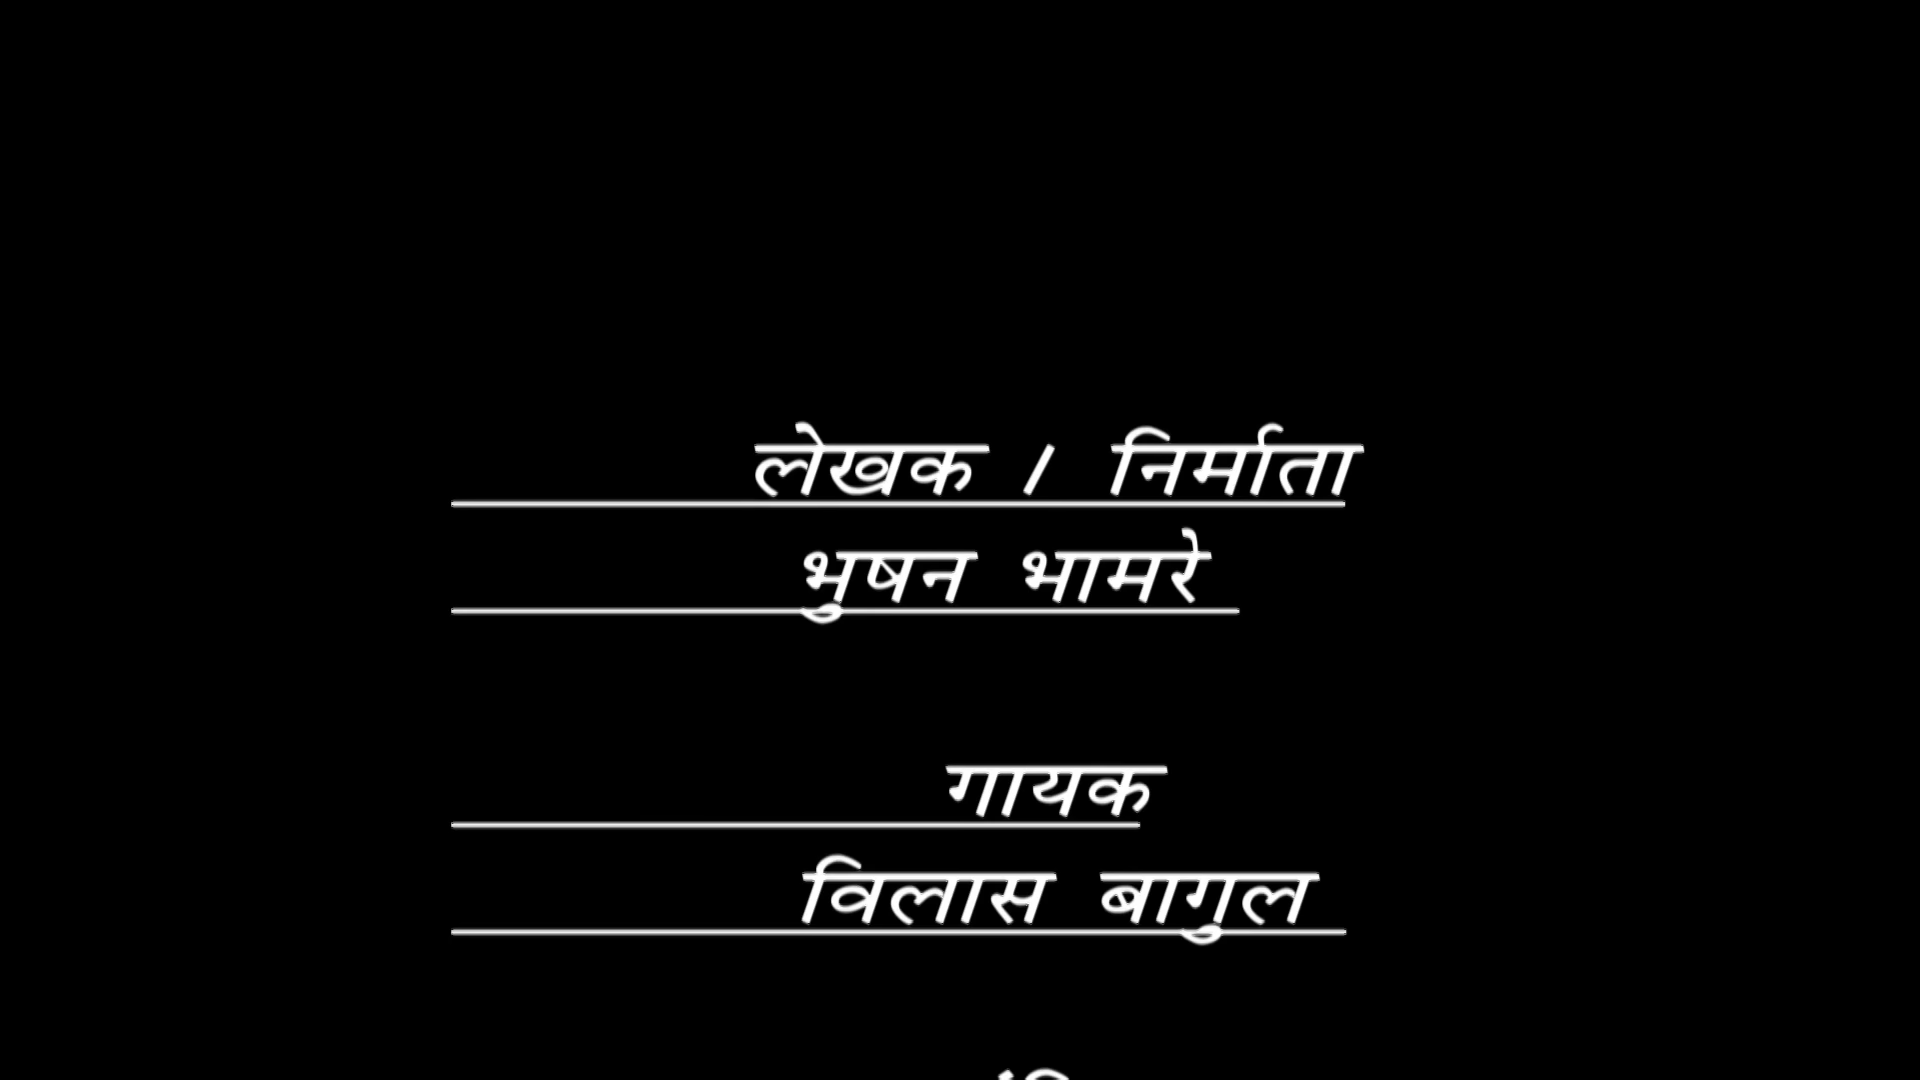 लेखक / निर्माता
भुषन भामरे
गायक
विलास बागुल